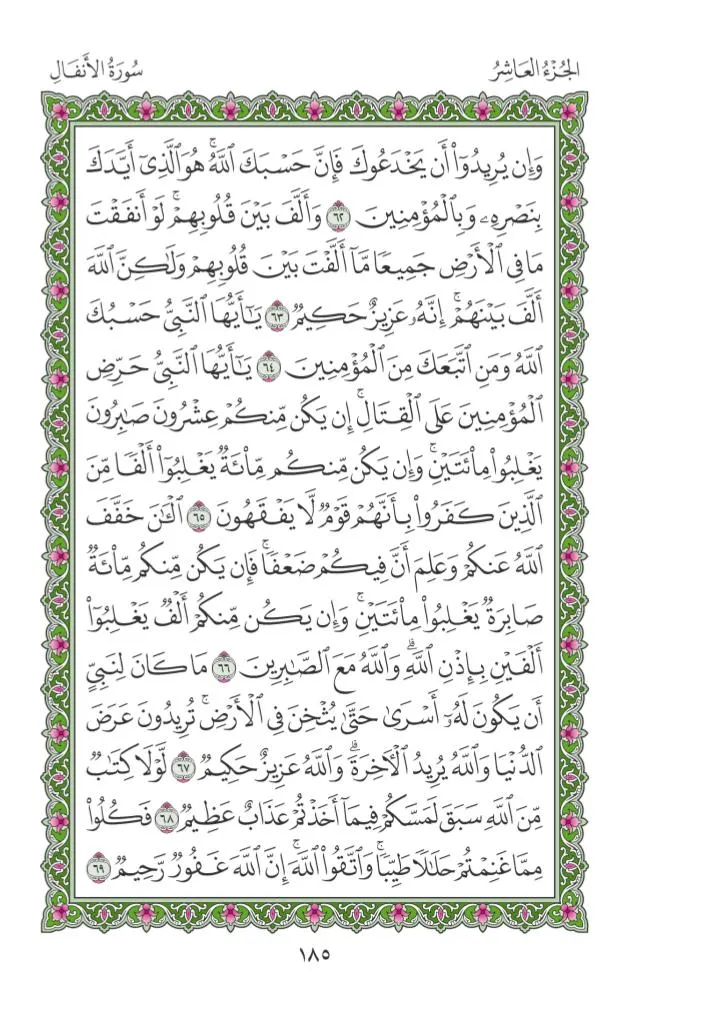 الجُزْءُ العَاشِرُ
سُورَةُ الأَنفَالِ
وَإِن يُرِيدُوٓا۟ أَن يَخْدَعُوكَ فَإِنَّ حَسْبَكَ ٱللَّهُ ۚ هُوَ ٱلَّذِىٓ أَيَّدَكَ
بِنَصْرِهِۦ وَبِٱلْمُؤْمِنِينَ ٦٢ وَأَلَّفَ بَيْنَ قُلُوبِهِمْ ۚ لَوْ أَنفَقْتَ
مَا فِى ٱلْأَرْضِ جَمِيعًا مَّآ أَلَّفْتَ بَيْنَ قُلُوبِهِمْ وَلَٰكِنَّ ٱللَّهَ
أَلَّفَ بَيْنَهُمْ ۚ إِنَّهُۥ عَزِيزٌ حَكِيمٌ ٦٣ يَٰٓأَيُّهَا ٱلنَّبِىُّ حَسْبُكَ
ٱللَّهُ وَمَنِ ٱتَّبَعَكَ مِنَ ٱلْمُؤْمِنِينَ ٦٤ يَٰٓأَيُّهَا ٱلنَّبِىُّ حَرِّضِ
ٱلْمُؤْمِنِينَ عَلَى ٱلْقِتَالِ ۚ إِن يَكُن مِّنكُمْ عِشْرُونَ صَٰبِرُونَ
يَغْلِبُوا۟ مِا۟ئَتَيْنِ ۚ وَإِن يَكُن مِّنكُم مِّا۟ئَةٌ يَغْلِبُوٓا۟ أَلْفًا مِّنَ
ٱلَّذِينَ كَفَرُوا۟ بِأَنَّهُمْ قَوْمٌ لَّا يَفْقَهُونَ ٦٥ ٱلْـَٰٔنَ خَفَّفَ
ٱللَّهُ عَنكُمْ وَعَلِمَ أَنَّ فِيكُمْ ضَعْفًا ۚ فَإِن يَكُن مِّنكُم مِّا۟ئَةٌ
صَابِرَةٌ يَغْلِبُوا۟ مِا۟ئَتَيْنِ ۚ وَإِن يَكُن مِّنكُمْ أَلْفٌ يَغْلِبُوٓا۟
أَلْفَيْنِ بِإِذْنِ ٱللَّهِ ۗ وَٱللَّهُ مَعَ ٱلصَّٰبِرِينَ ٦٦ مَا كَانَ لِنَبِىٍّ
أَن يَكُونَ لَهُۥٓ أَسْرَىٰ حَتَّىٰ يُثْخِنَ فِى ٱلْأَرْضِ ۚ تُرِيدُونَ عَرَضَ
ٱلدُّنْيَا وَٱللَّهُ يُرِيدُ ٱلْـَٔاخِرَةَ ۗ وَٱللَّهُ عَزِيزٌ حَكِيمٌ ٦٧ لَّوْلَا كِتَٰبٌ
مِّنَ ٱللَّهِ سَبَقَ لَمَسَّكُمْ فِيمَآ أَخَذْتُمْ عَذَابٌ عَظِيمٌ ٦٨ فَكُلُوا۟
مِمَّا غَنِمْتُمْ حَلَٰلًا طَيِّبًا ۚ وَٱتَّقُوا۟ ٱللَّهَ ۚ إِنَّ ٱللَّهَ غَفُورٌ رَّحِيمٌ ٦٩
١٨٥